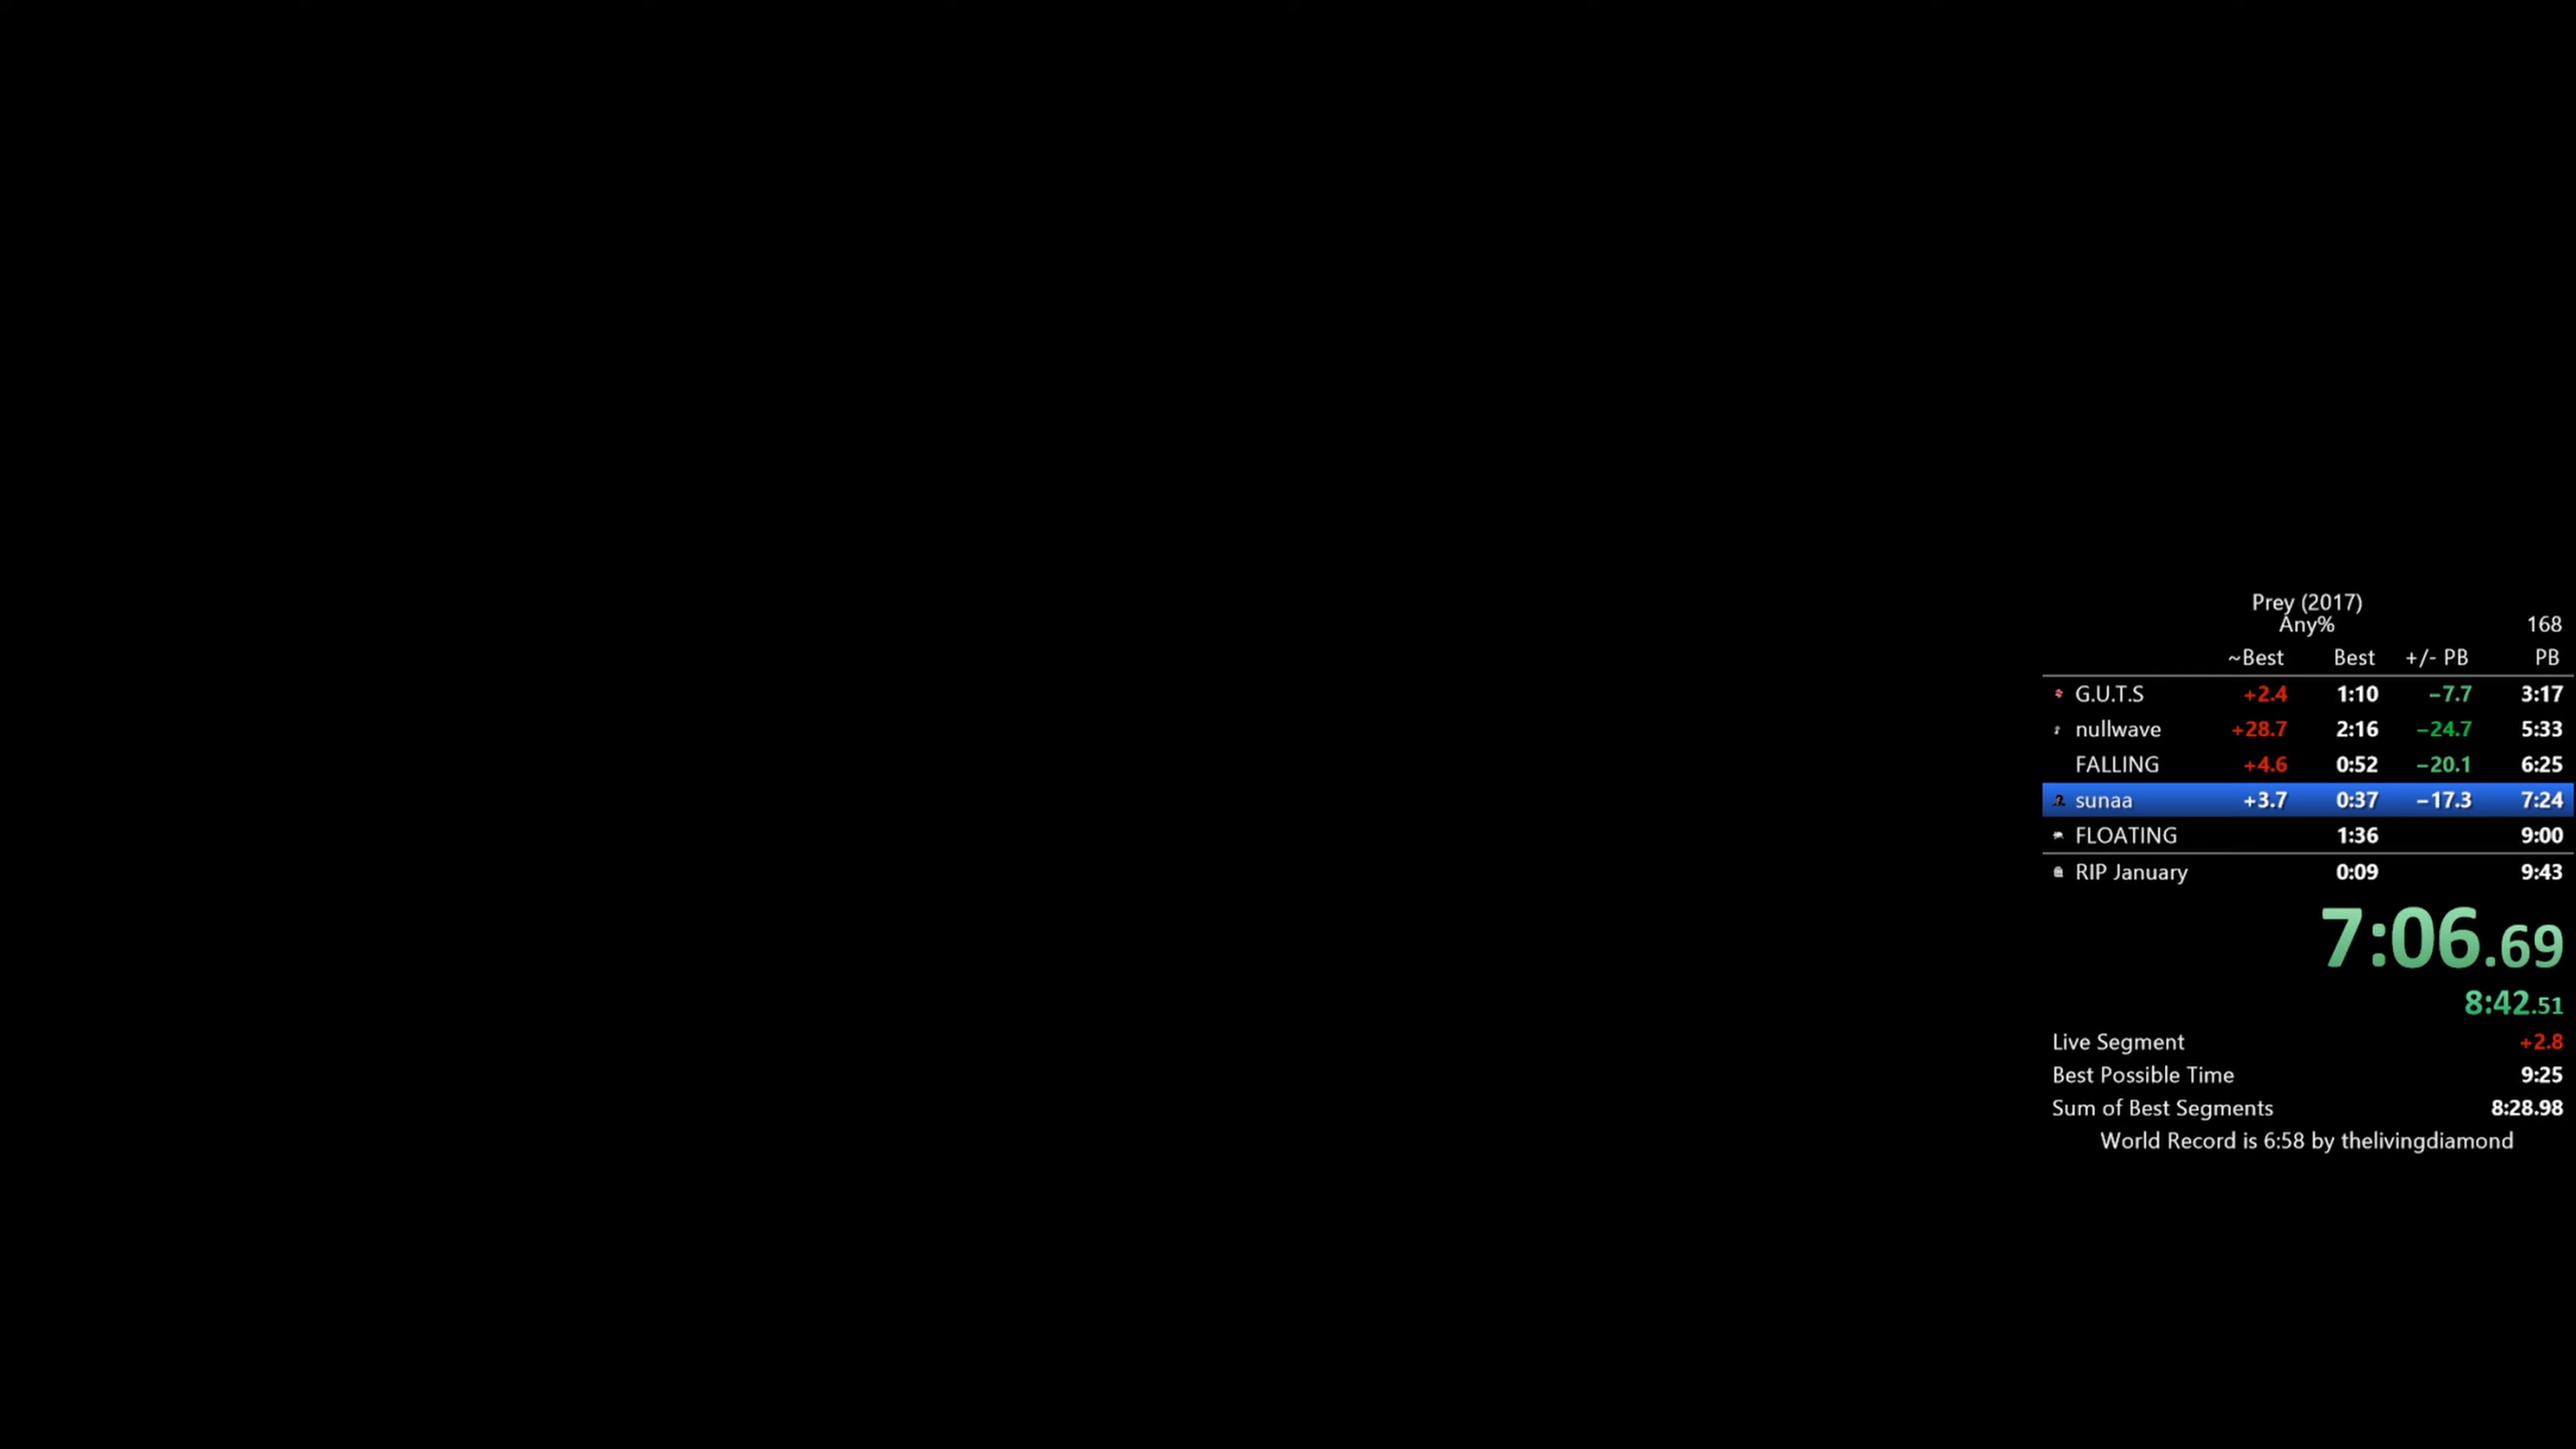 Prey (2017)
Any% 168
~Best Best +/- PB PB
G.U.T.S +2.4 1:10 −7.7 3:17
nullwave +28.7 2:16 −24.7 5:33
FALLING +4.6 0:52 −20.1 6:25
sunaa +3.7 0:37 −17.3 7:24
FLOATING 1:36 9:00
RIP January 0:09 9:43
7:06.69
8:42.51
Live Segment +2.8
Best Possible Time 9:25
Sum of Best Segments 8:28.98
World Record is 6:58 by thelivingdiamond